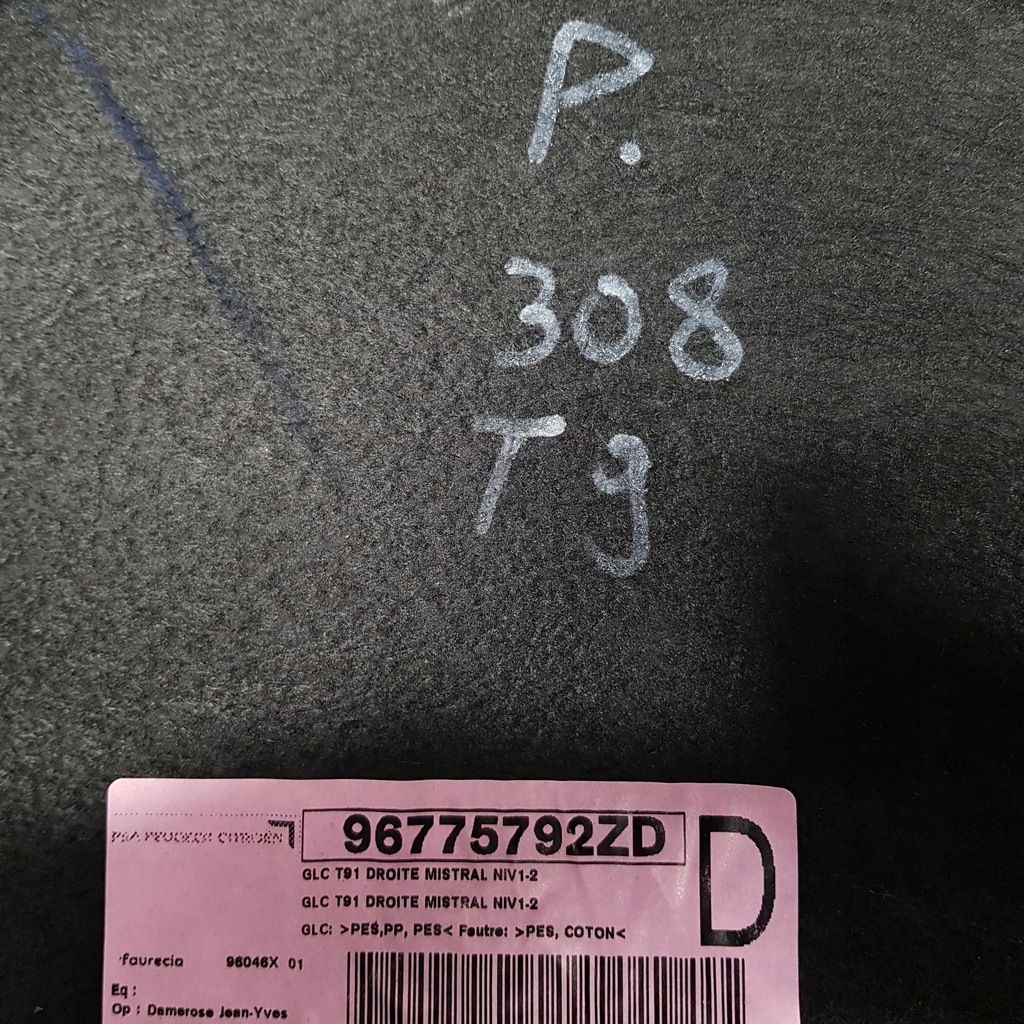 P.
308
T9
PSA PEUGEOT CITROËN
96775792ZD
D
GLC T91 DROITE MISTRAL NIV1-2
GLC T91 DROITE MISTRAL NIV1-2
GLC: >PES,PP, PES< Feutre: >PES, COTON<
faurecia 96046X 01
Eq :
Op : Damerose Jean-Yves